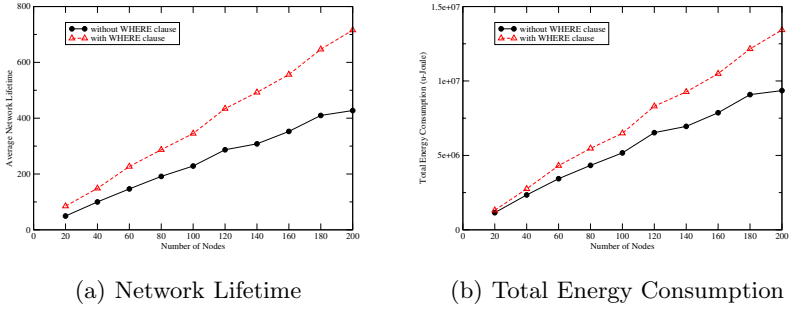 800
600
400
200
0
Average Network Lifetime
without WHERE clause
with WHERE clause
0 20 40 60 80 100 120 140 160 180 200
Number of Nodes
(a) Network Lifetime
1.5e+07
1e+07
5e+06
0
Total Energy Consumption (u-Joule)
without WHERE clause
with WHERE clause
0 20 40 60 80 100 120 140 160 180 200
Number of Nodes
(b) Total Energy Consumption